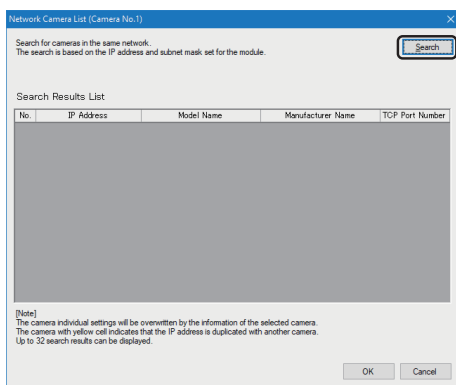 Network Camera List (Camera No.1)
Search for cameras in the same network.
The search is based on the IP address and subnet mask set for the module.
Search
Search Results List
No. IP Address Model Name Manufacturer Name TCP Port Number
[Note]
The camera individual settings will be overwritten by the information of the selected camera.
The camera with yellow cell indicates that the IP address is duplicated with another camera.
Up to 32 search results can be displayed.
OK Cancel